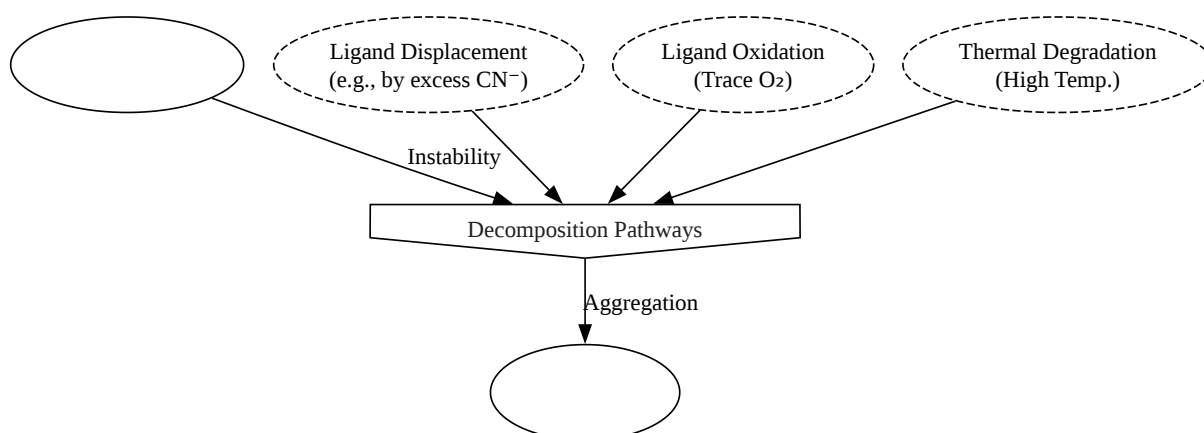 Ligand Displacement
(e.g., by excess CN⁻)
Ligand Oxidation
(Trace O₂)
Thermal Degradation
(High Temp.)
Instability
Decomposition Pathways
Aggregation